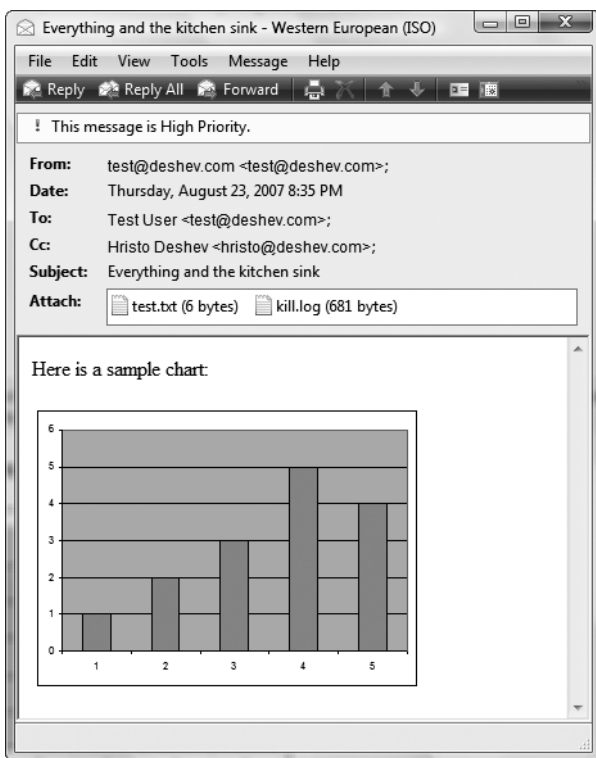 Everything and the kitchen sink - Western European (ISO)
File Edit View Tools Message Help
Reply Reply All Forward
! This message is High Priority.
From: test@deshev.com <test@deshev.com>;
Date: Thursday, August 23, 2007 8:35 PM
To: Test User <test@deshev.com>;
Cc: Hristo Deshev <hristo@deshev.com>;
Subject: Everything and the kitchen sink
Attach: test.txt (6 bytes) kill.log (681 bytes)
Here is a sample chart:
6
5
4
3
2
1
0
1 2 3 4 5